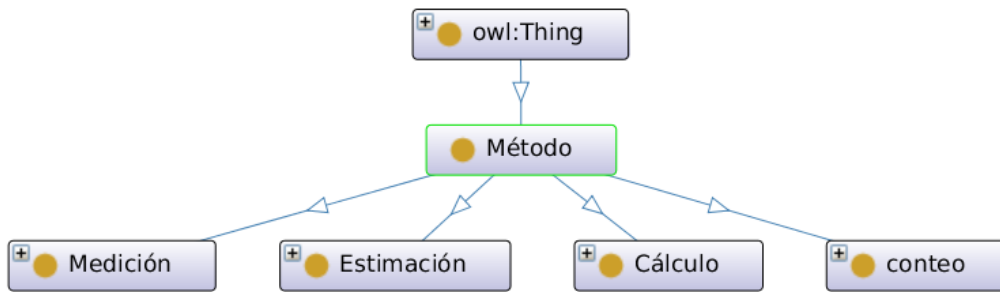 owl:Thing
Método
Medición
Estimación
Cálculo
conteo